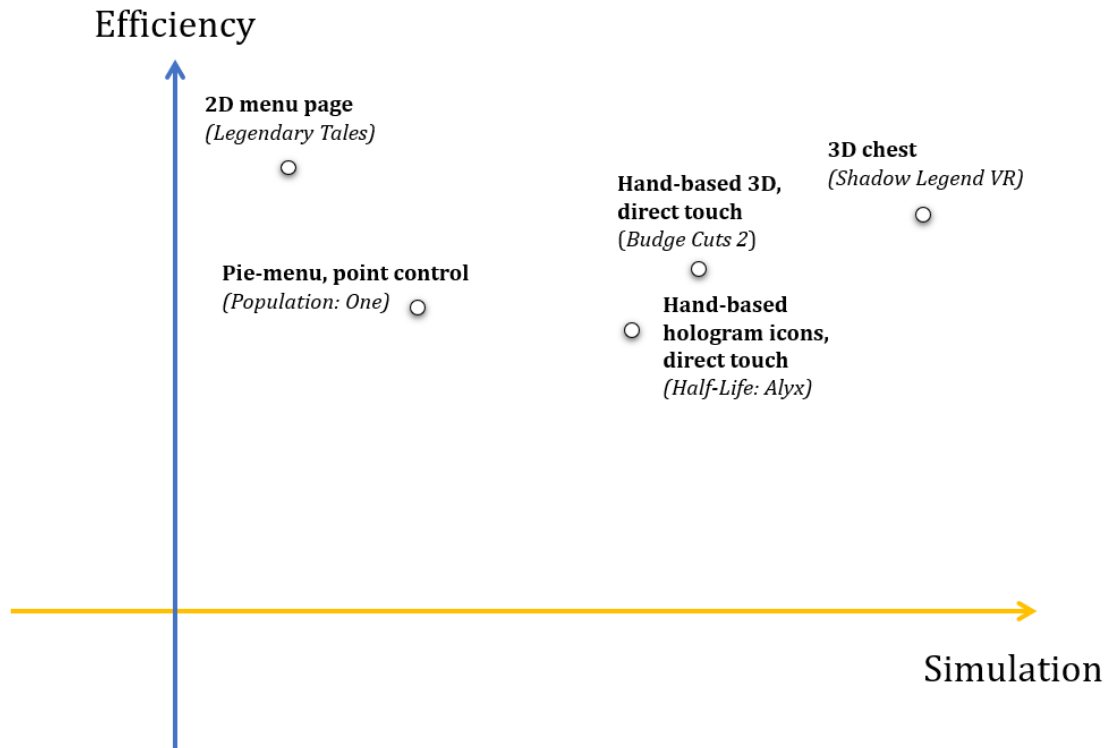 Efficiency
2D menu page
(Legendary Tales)
3D chest
(Shadow Legend VR)
Hand-based 3D,
direct touch
(Budge Cuts 2)
Pie-menu, point control
(Population: One)
Hand-based
hologram icons,
direct touch
(Half-Life: Alyx)
Simulation